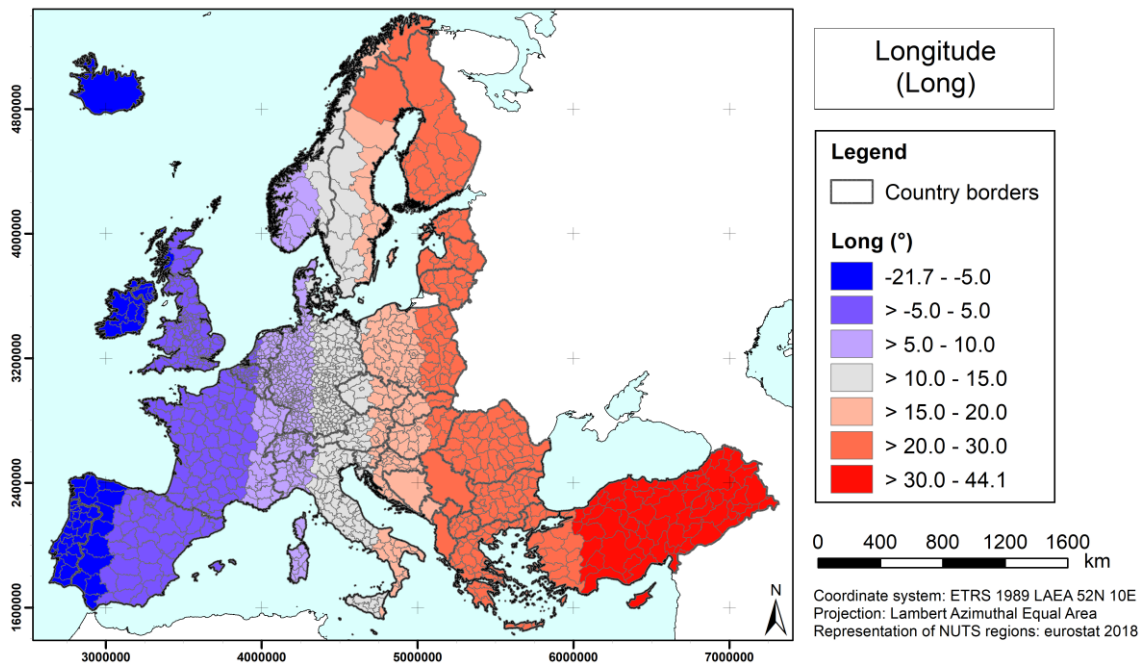 Longitude
(Long)
Legend
Country borders
Long (°)
-21.7 - -5.0
> -5.0 - 5.0
> 5.0 - 10.0
> 10.0 - 15.0
> 15.0 - 20.0
> 20.0 - 30.0
> 30.0 - 44.1
0 400 800 1200 1600
km
Coordinate system: ETRS 1989 LAEA 52N 10E
Projection: Lambert Azimuthal Equal Area
Representation of NUTS regions: eurostat 2018
N
4800000
4000000
3200000
2400000
1600000
3000000 4000000 5000000 6000000 7000000